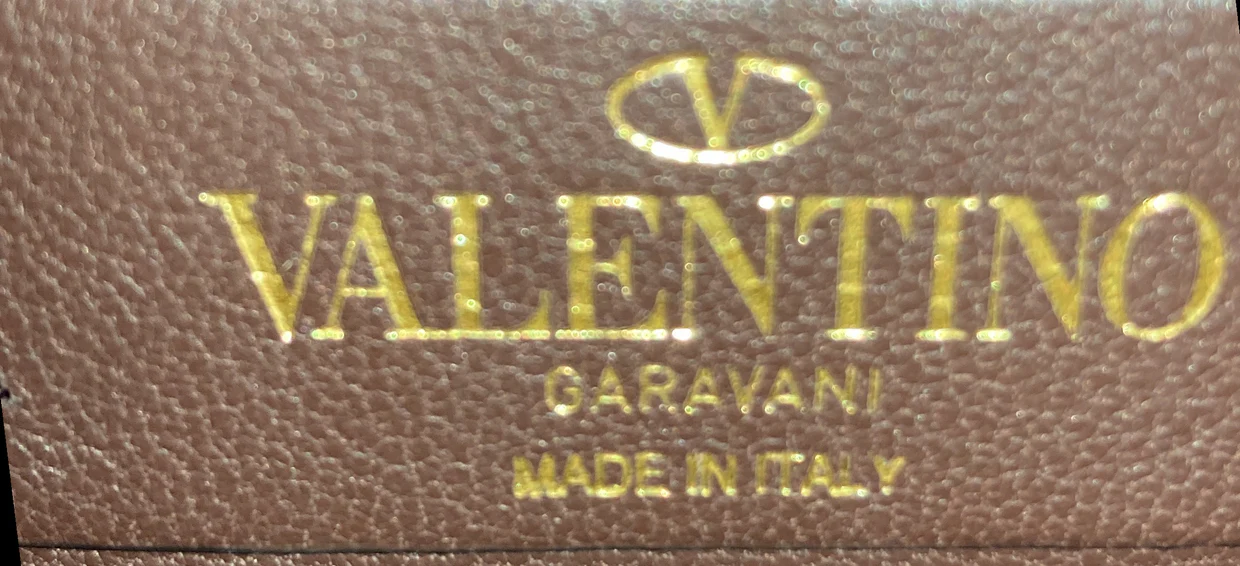 V
VALENTINO
GARAVANI
MADE IN ITALY